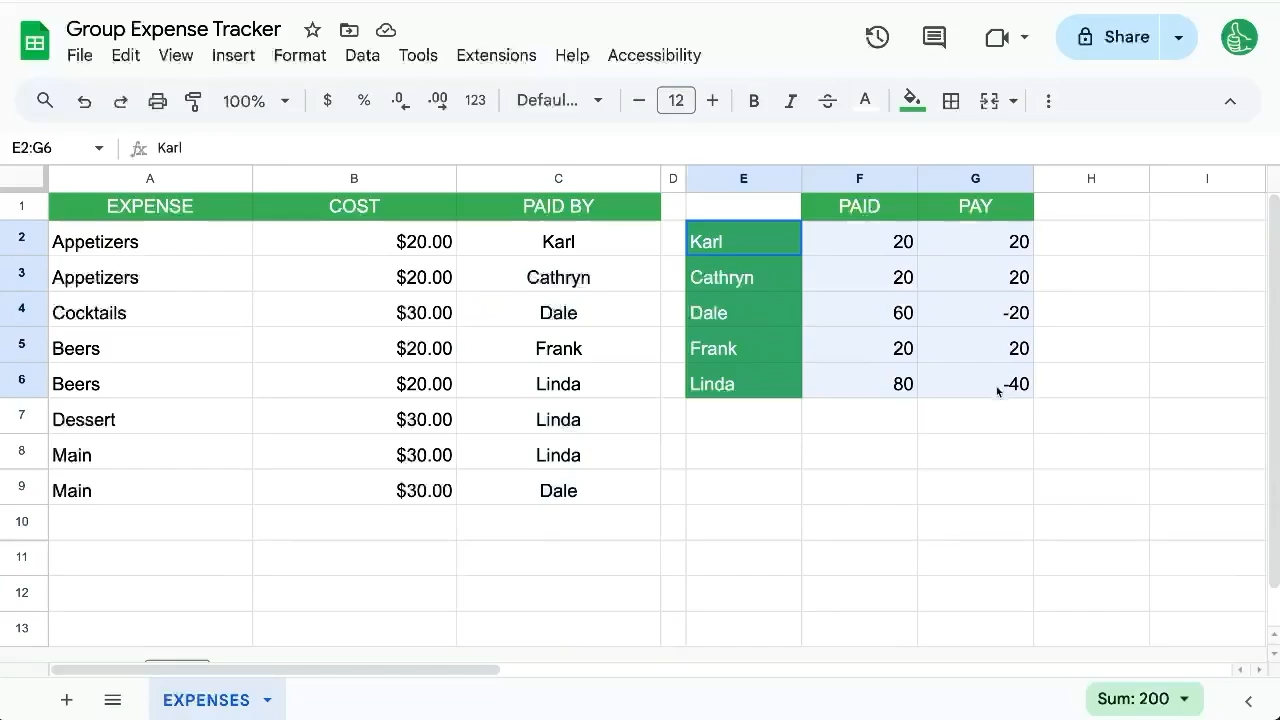 Group Expense Tracker
File Edit View Insert Format Data Tools Extensions Help Accessibility
Share
100% $ % .0 .00 123 Defaul... 12 B I S A
E2:G6 fx Karl
A B C D E F G H I
1 EXPENSE COST PAID BY PAID PAY
2 Appetizers $20.00 Karl Karl 20 20
3 Appetizers $20.00 Cathryn Cathryn 20 20
4 Cocktails $30.00 Dale Dale 60 -20
5 Beers $20.00 Frank Frank 20 20
6 Beers $20.00 Linda Linda 80 -40
7 Dessert $30.00 Linda
8 Main $30.00 Linda
9 Main $30.00 Dale
10
11
12
13
EXPENSES Sum: 200